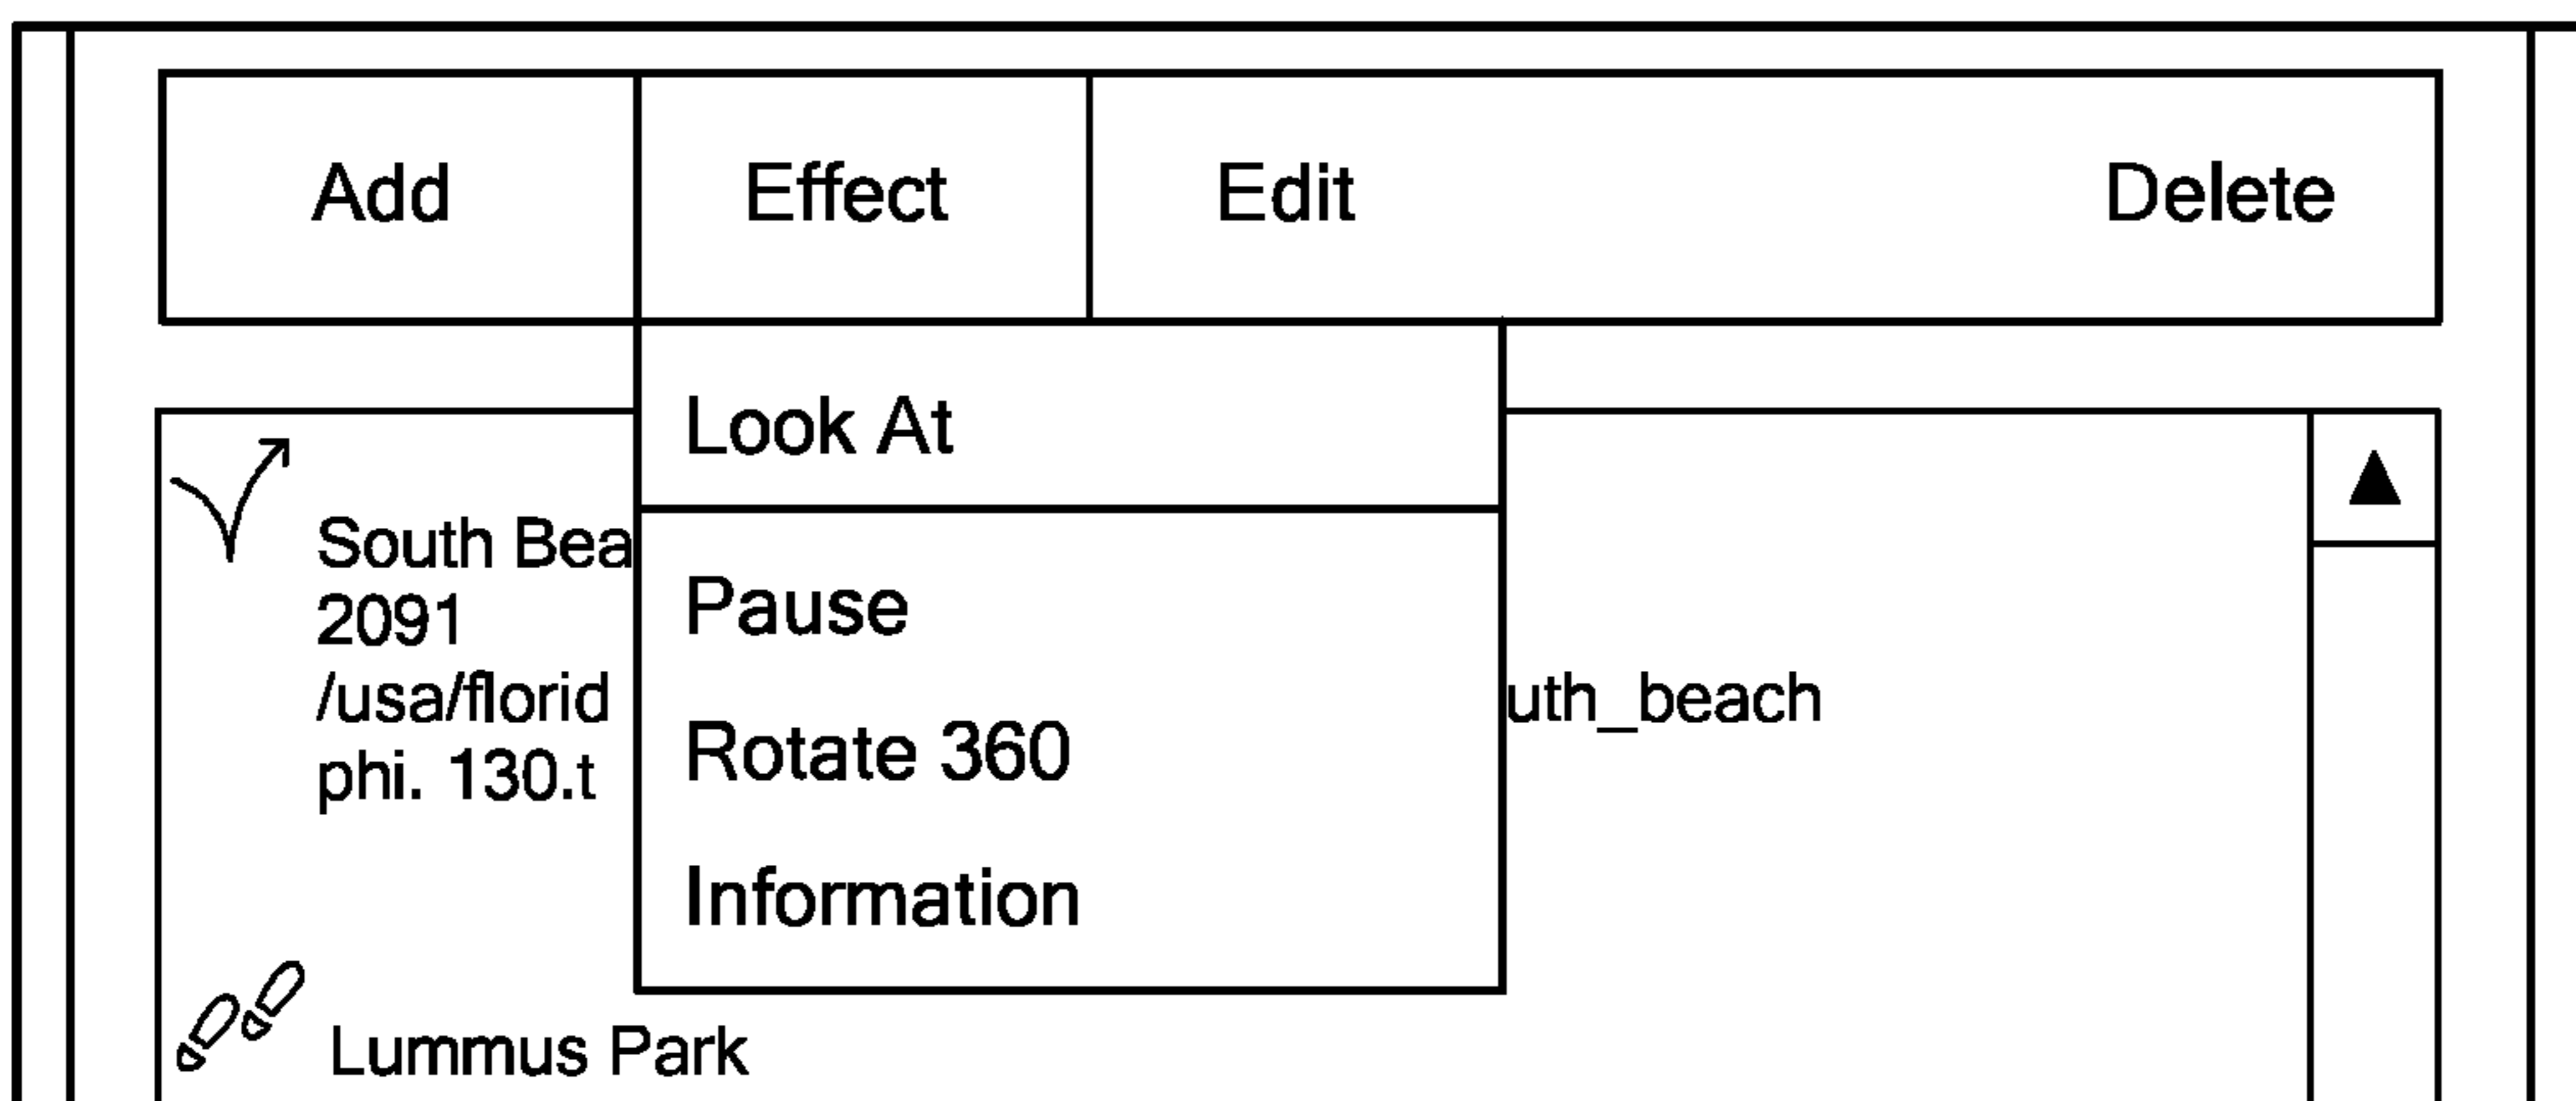 Add Effect Edit Delete
Look At
South Bea
2091
Pause
/usa/florid uth_beach
phi. 130.t
Rotate 360
Information
Lummus Park